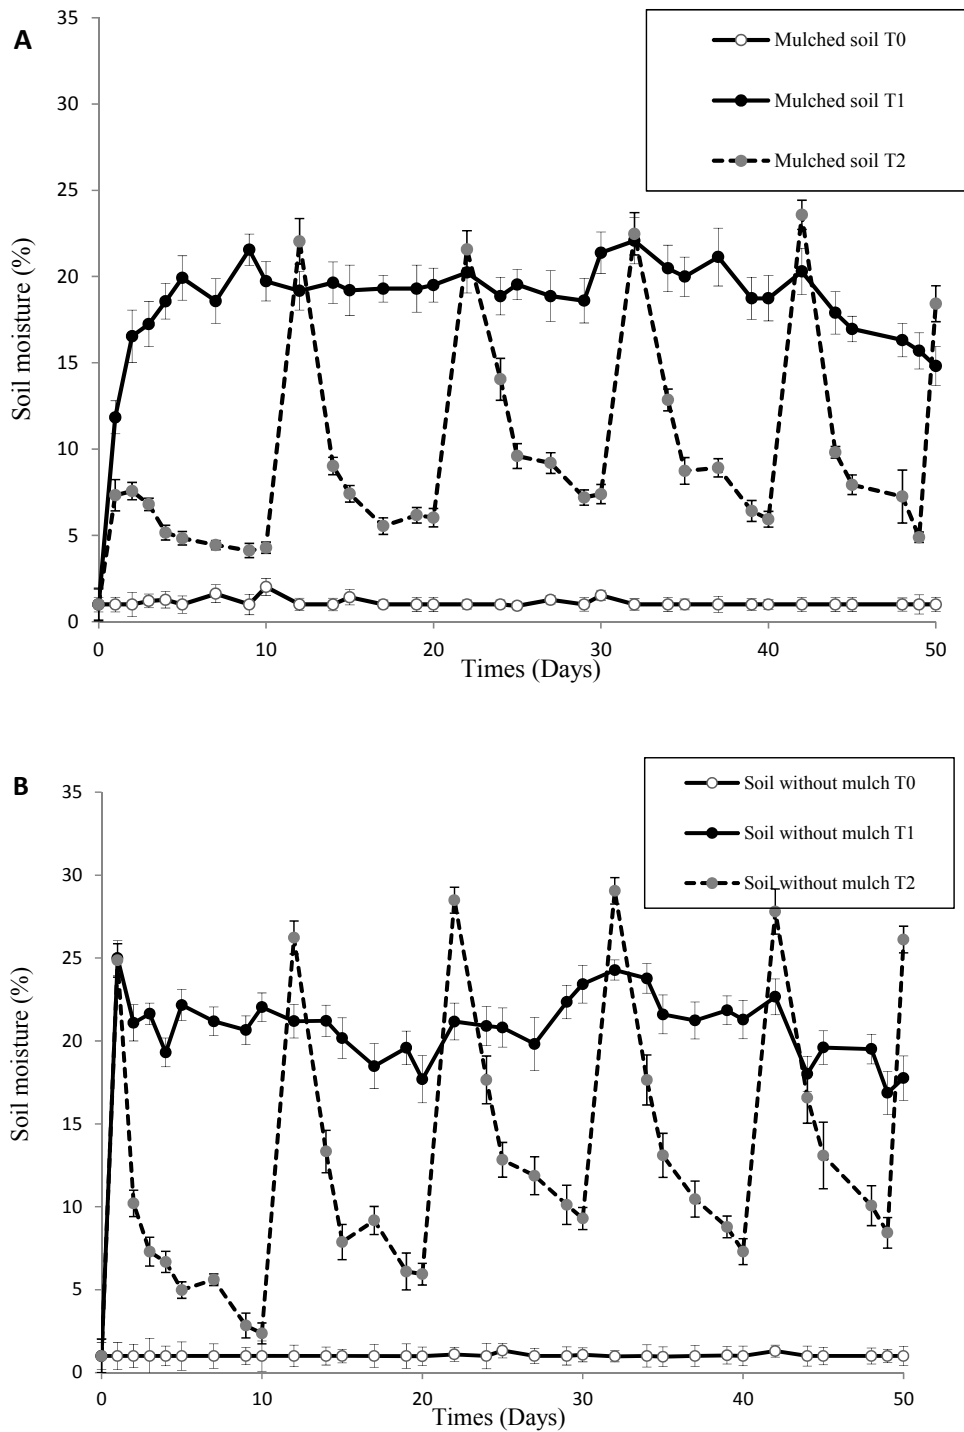 A
35
30
25
20
15
10
5
0
Soil moisture (%)
Mulched soil T0
Mulched soil T1
Mulched soil T2
0 10 20 30 40 50
Times (Days)
B
35
30
25
20
15
10
5
0
Soil moisture (%)
Soil without mulch T0
Soil without mulch T1
Soil without mulch T2
0 10 20 30 40 50
Times (Days)